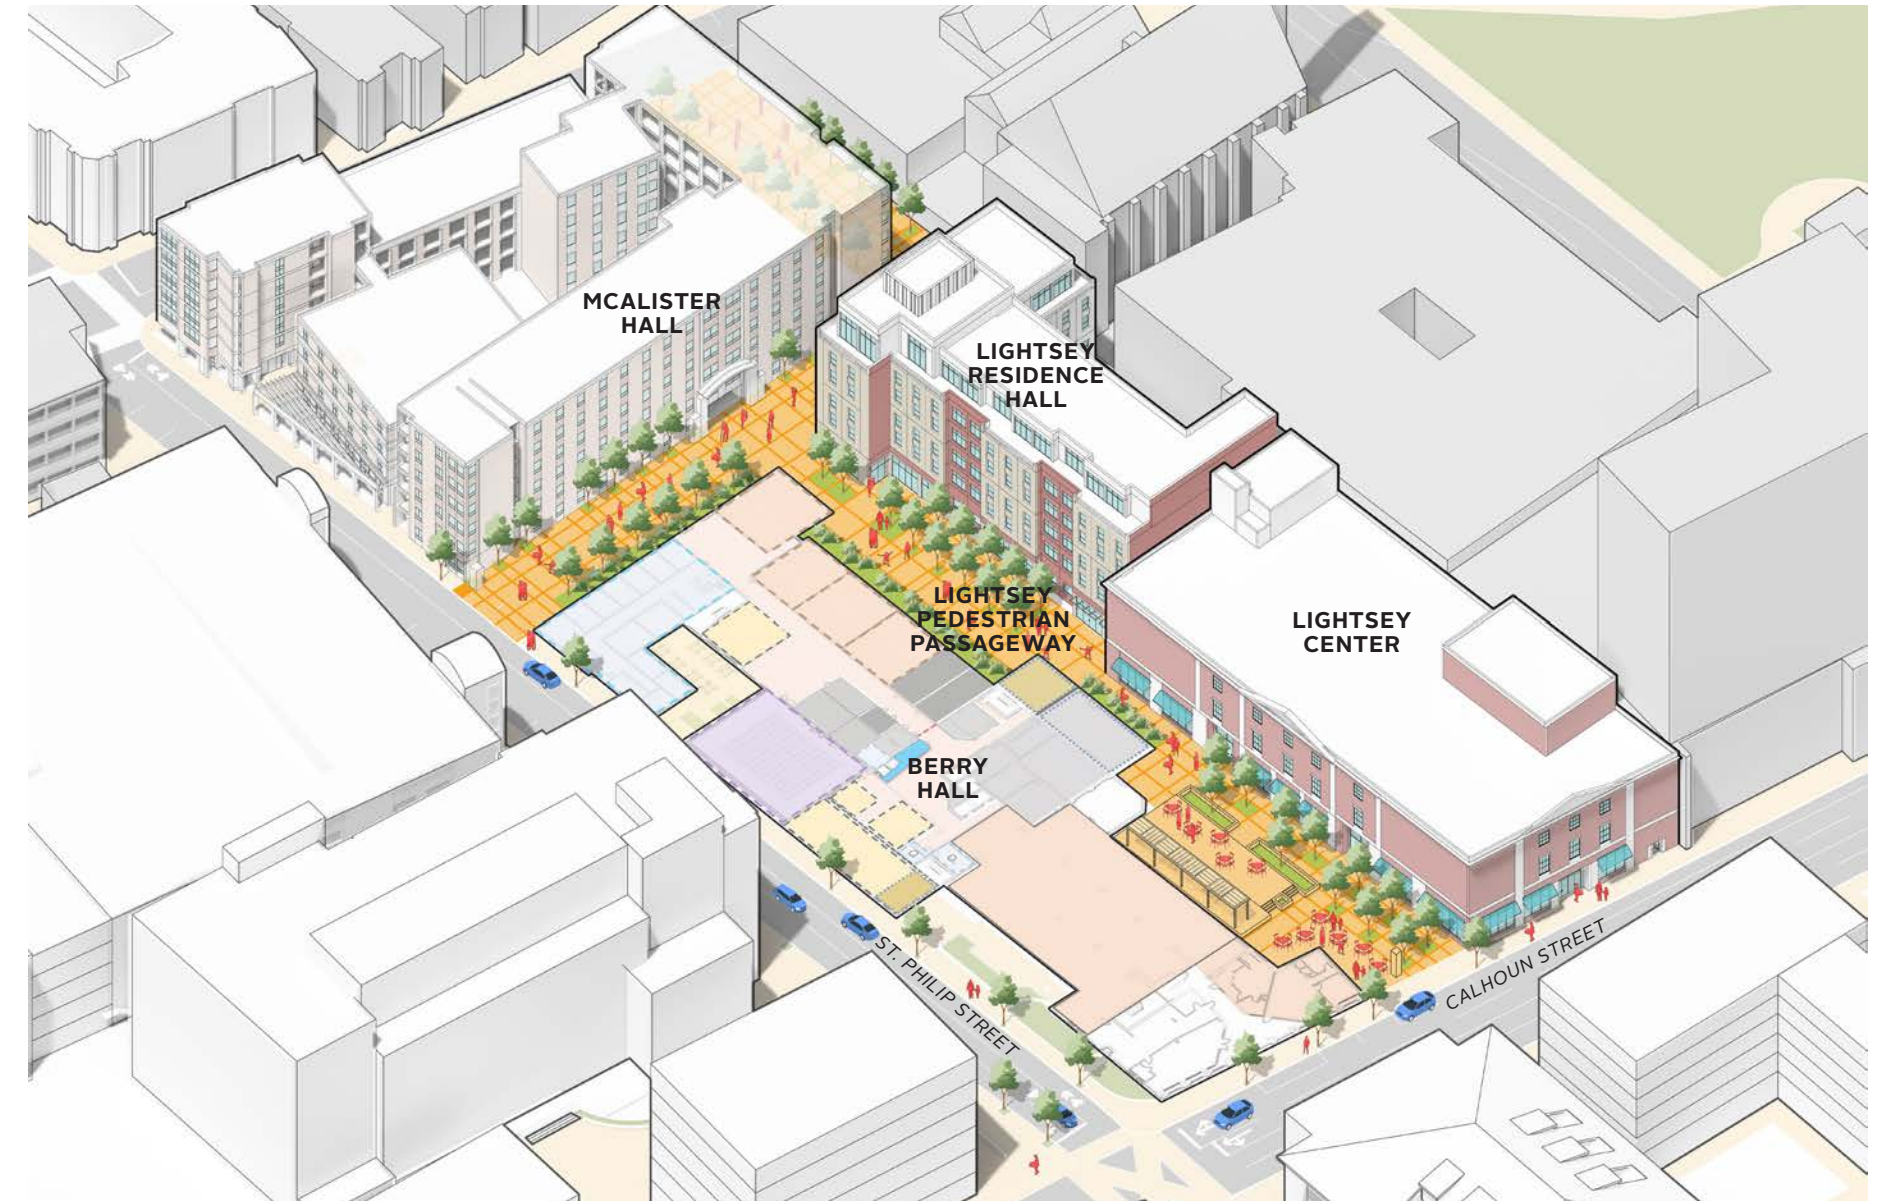 MCALISTER
HALL
LIGHTSEY
RESIDENCE
HALL
LIGHTSEY
PEDESTRIAN
PASSAGEWAY
LIGHTSEY
CENTER
BERRY
HALL
ST. PHILIP STREET
CALHOUN STREET